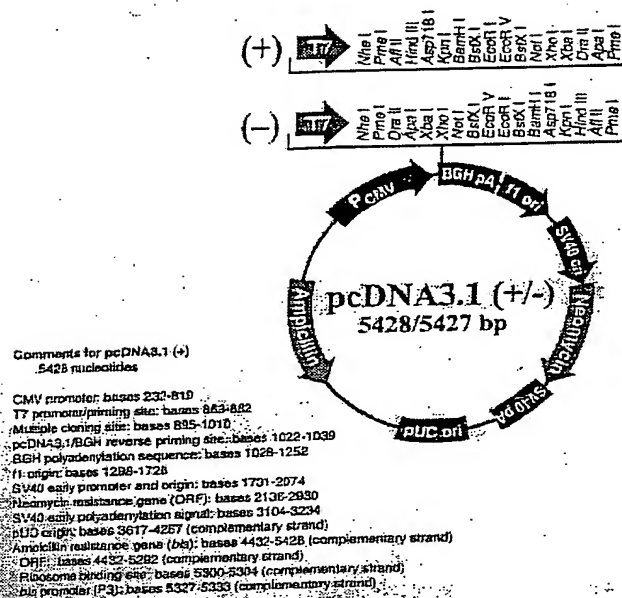 (+) T7 Nhe I Pme I Afl II Hind III Asp718 I Kpn I BamH I BstX I EcoR I EcoR V BstX I Not I Xho I Xba I Dra II Apa I Pme I
(–) T7 Nhe I Pme I Dra II Apa I Xba I Xho I Not I BstX I EcoR V EcoR I BstX I BamH I Asp718 I Kpn I Hind III Afl II Pme I
P CMV
BGH pA
f1 ori
SV40 ori
Neomycin
SV40 pA
pUC ori
Ampicillin
pcDNA3.1 (+/-)
5428/5427 bp
Comments for pcDNA3.1 (+)
5428 nucleotides
CMV promoter: bases 232-819
T7 promoter/priming site: bases 863-882
Multiple cloning site: bases 895-1010
pcDNA3.1/BGH reverse priming site: bases 1022-1039
BGH polyadenylation sequence: bases 1028-1252
f1 origin: bases 1298-1726
SV40 early promoter and origin: bases 1731-2074
Neomycin resistance gene (ORF): bases 2136-2930
SV40 early polyadenylation signal: bases 3104-3234
pUC origin: bases 3617-4287 (complementary strand)
Ampicillin resistance gene (bla): bases 4432-5428 (complementary strand)
ORF: bases 4432-5292 (complementary strand)
Ribosome binding site: bases 5300-5304 (complementary strand)
bla promoter (P3): bases 5327-5333 (complementary strand)